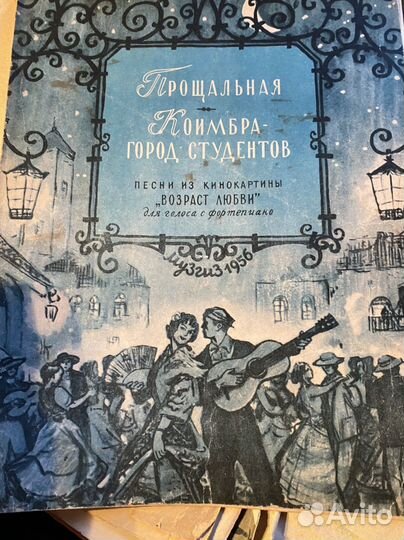 Прощальная
Коимбра-
город студентов
песни из кинокартины
„Возраст любви"
для голоса с фортепиано
Музгиз 1956
Avito